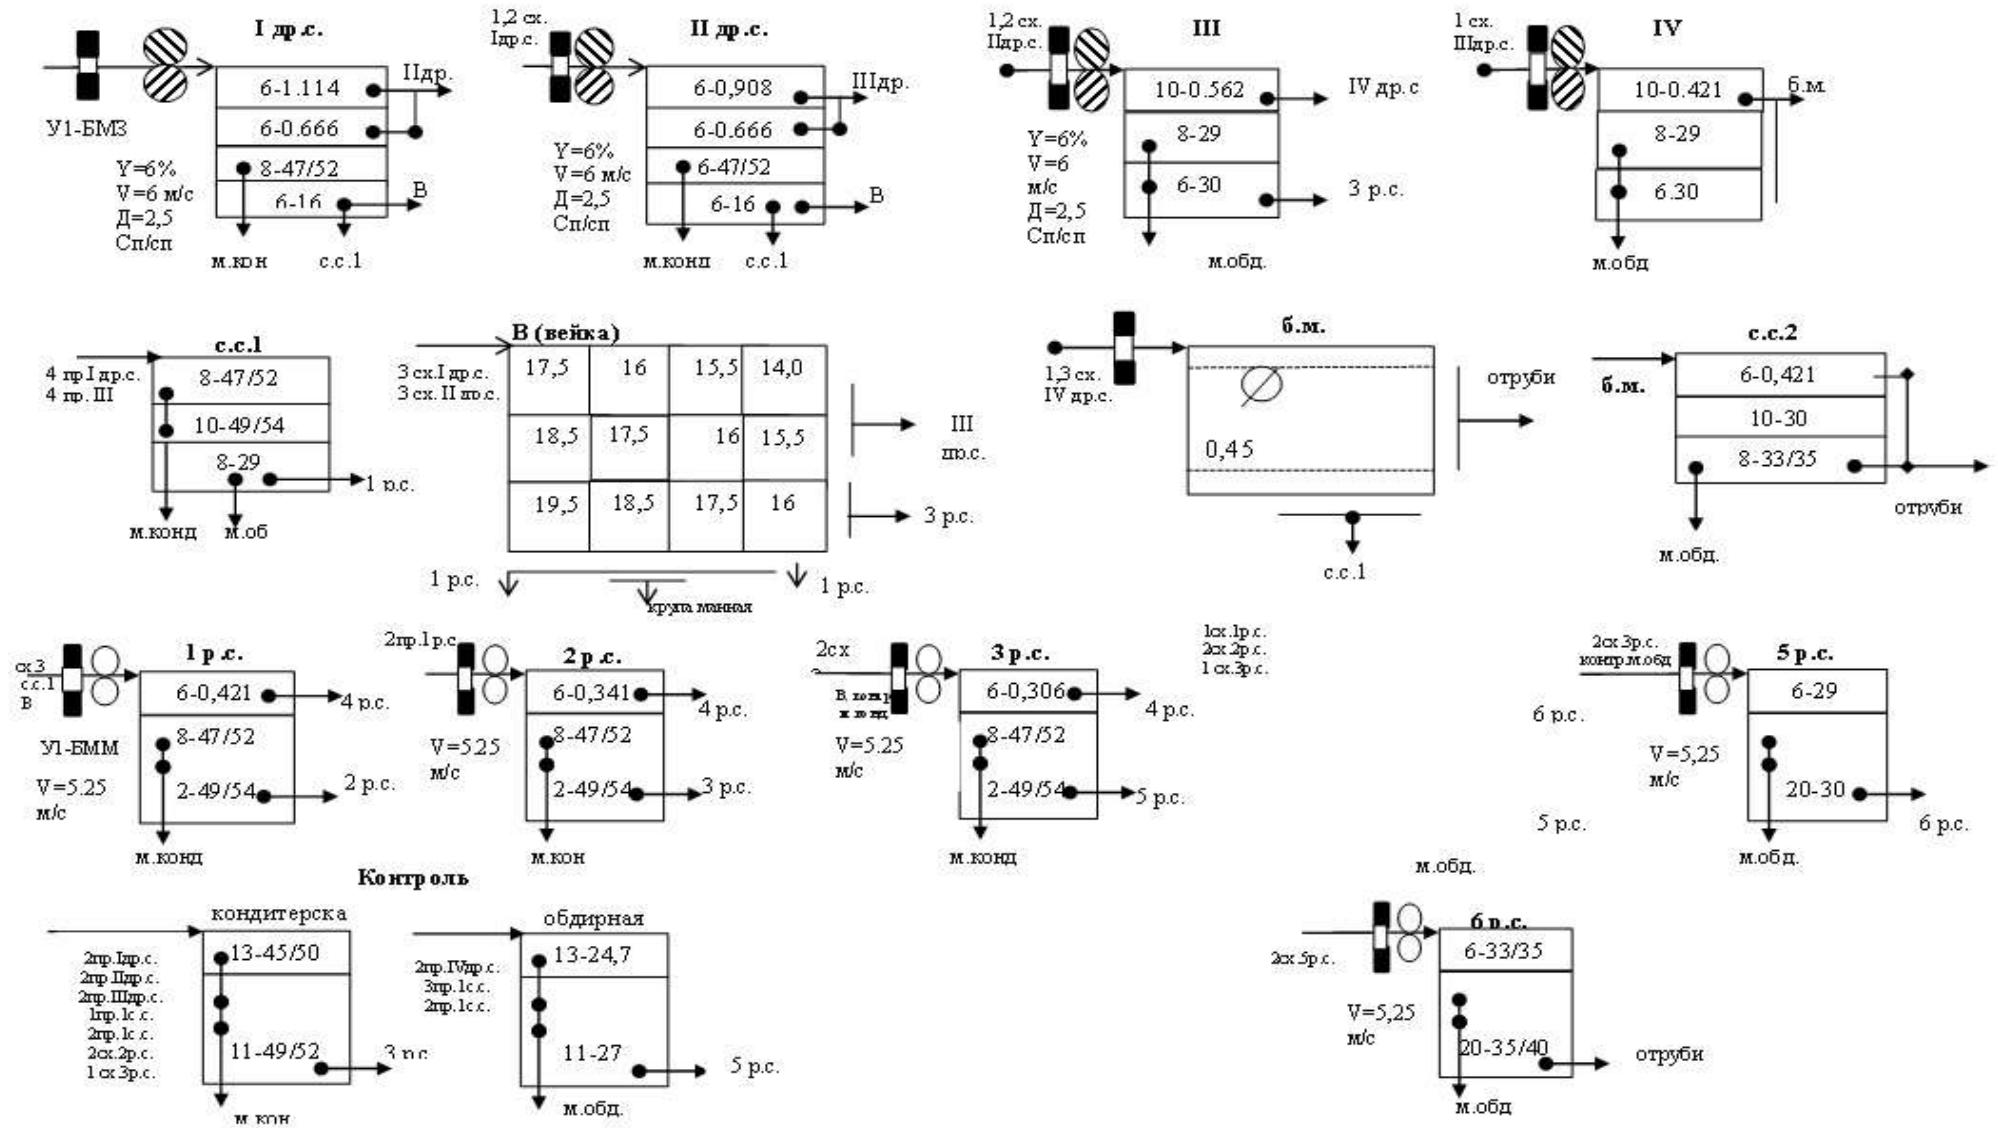 I др.с.
У1-БМЗ
Y=6%
V=6 м/с
Д=2,5
Сп/сп
6-1.114
6-0.666
8-47/52
6-16
IIдр.
В
м.кон
с.с.1
1,2 сх.
Iдр.с.
II др.с.
Y=6%
V=6 м/с
Д=2,5
Сп/сп
6-0,908
6-0.666
6-47/52
6-16
IIIдр.
В
м.конд
с.с.1
1,2 сх.
IIдр.с.
III
Y=6%
V=6
м/с
Д=2,5
Сп/сп
10-0.562
8-29
6-30
IV др.с
3 р.с.
м.обд.
1 сх.
IIIдр.с.
IV
10-0.421
8-29
6.30
б.м.
м.обд
с.с.1
4 пр I др.с.
4 пр. III
8-47/52
10-49/54
8-29
1 р.с.
м.конд
м.об
В (вейка)
3 сх.I др.с.
3 сх. II др.с.
17,5
16
15,5
14,0
18,5
17,5
16
15,5
19,5
18,5
17,5
16
III
др.с.
3 р.с.
1 р.с.
крупа манная
1 р.с.
б.м.
1,3 сх.
IV др.с.
0,45
отруби
с.с.1
с.с.2
б.м.
6-0,421
10-30
8-33/35
отруби
м.обд.
1 р.с.
сх.3
с.с.1
В
У1-БММ
V=5.25
м/с
6-0,421
8-47/52
2-49/54
4 р.с.
2 р.с.
м.конд
2пр.1р.с
2 р.с.
V=5.25
м/с
6-0,341
8-47/52
2-49/54
4 р.с.
3 р.с.
м.кон
2сх
3 р.с.
V=5.25
м/с
6-0,306
8-47/52
2-49/54
4 р.с.
5 р.с.
м.конд
1сх.1р.с.
2сх.2р.с.
1 сх.3р.с.
6 р.с.
5 р.с.
м.обд.
2сх.3р.с.
контр.м.обд
5 р.с.
V=5,25
м/с
6-29
20-30
6 р.с.
м.обд.
Контроль
кондитерска
2пр.Iдр.с.
2пр.IIдр.с.
2пр.IIIдр.с.
1пр.1с.с.
2пр.1с.с.
2сх.2р.с.
1 сх 3р.с.
13-45/50
11-49/52
3 р.с
м.кон
обдирная
2пр.IVдр.с.
3пр.1с.с.
2пр.1с.с.
13-24,7
11-27
5 р.с.
м.обд.
6 р.с.
2сх.5р.с.
V=5,25
м/с
6-33/35
20-35/40
отруби
м.обд